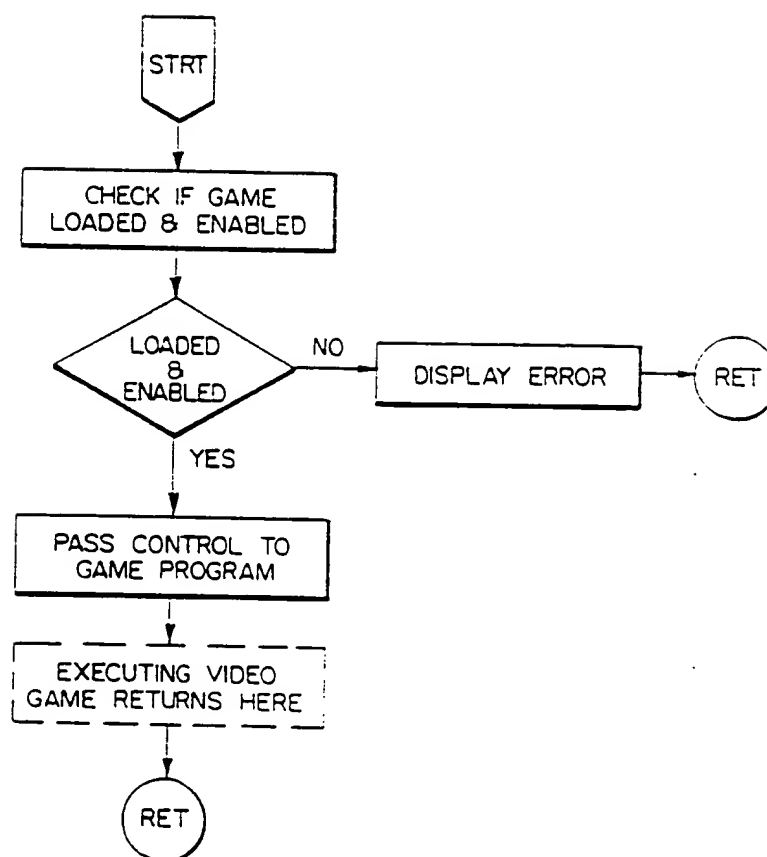 STRT
CHECK IF GAME
LOADED & ENABLED
LOADED
&
ENABLED
NO
DISPLAY ERROR
RET
YES
PASS CONTROL TO
GAME PROGRAM
EXECUTING VIDEO
GAME RETURNS HERE
RET